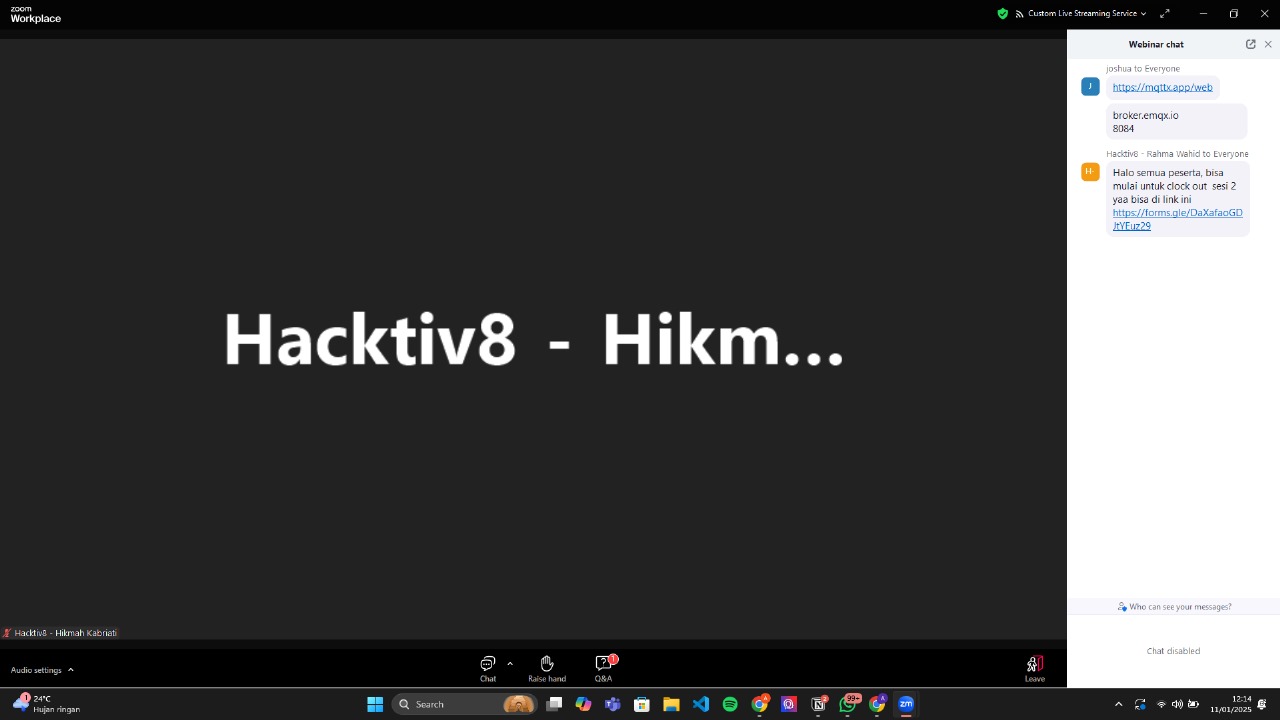 zoom
Workplace
Custom Live Streaming Service
Webinar chat
joshua to Everyone
J
https://mqttx.app/web
broker.emqx.io
8084
Hacktiv8 - Rahma Wahid to Everyone
H-
Halo semua peserta, bisa
mulai untuk clock out sesi 2
yaa bisa di link ini
https://forms.gle/DaXafaoGD
JtYEuz29
Hacktiv8 - Hikm...
Who can see your messages?
Chat disabled
Hacktiv8 - Hikmah Kabriati
Audio settings
Chat
Raise hand
1
Q&A
Leave
1
24°C
Hujan ringan
Search
99+
zm
12:14
11/01/2025